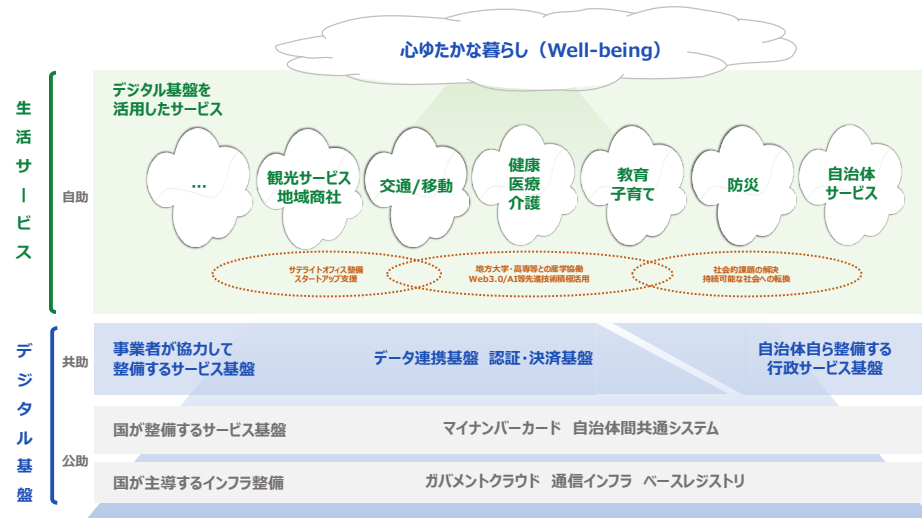 心ゆたかな暮らし（Well-being）
生活サービス
自助
デジタル基盤を
活用したサービス
…
観光サービス
地域商社
交通/移動
健康
医療
介護
教育
子育て
防災
自治体
サービス
サテライトオフィス整備
スタートアップ支援
地方大学・高専等との産学協働
Web3.0/AI等先進技術積極活用
社会的課題の解決
持続可能な社会への転換
デジタル基盤
共助
事業者が協力して
整備するサービス基盤
データ連携基盤 認証・決済基盤
自治体自ら整備する
行政サービス基盤
公助
国が整備するサービス基盤
マイナンバーカード 自治体間共通システム
国が主導するインフラ整備
ガバメントクラウド 通信インフラ ベースレジストリ